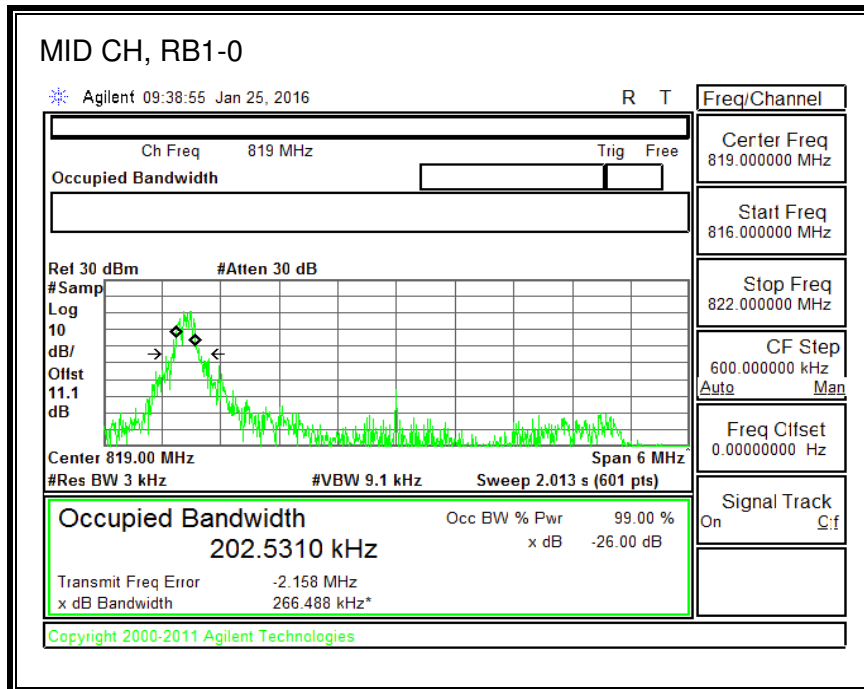 MID CH, RB1-0
Agilent 09:38:55 Jan 25, 2016 R T
Freq/Channel
Ch Freq 819 MHz Trig Free
Occupied Bandwidth
Center Freq
819.000000 MHz
Start Freq
816.000000 MHz
Stop Freq
822.000000 MHz
CF Step
600.000000 kHz
Auto Man
Freq Offset
0.00000000 Hz
Signal Track
On Off
Ref 30 dBm #Atten 30 dB
#Samp
Log
10
dB/
Offst
11.1
dB
Center 819.00 MHz Span 6 MHz
#Res BW 3 kHz #VBW 9.1 kHz Sweep 2.013 s (601 pts)
Occupied Bandwidth Occ BW % Pwr 99.00 %
202.5310 kHz x dB -26.00 dB
Transmit Freq Error -2.158 MHz
x dB Bandwidth 266.488 kHz*
Copyright 2000-2011 Agilent Technologies